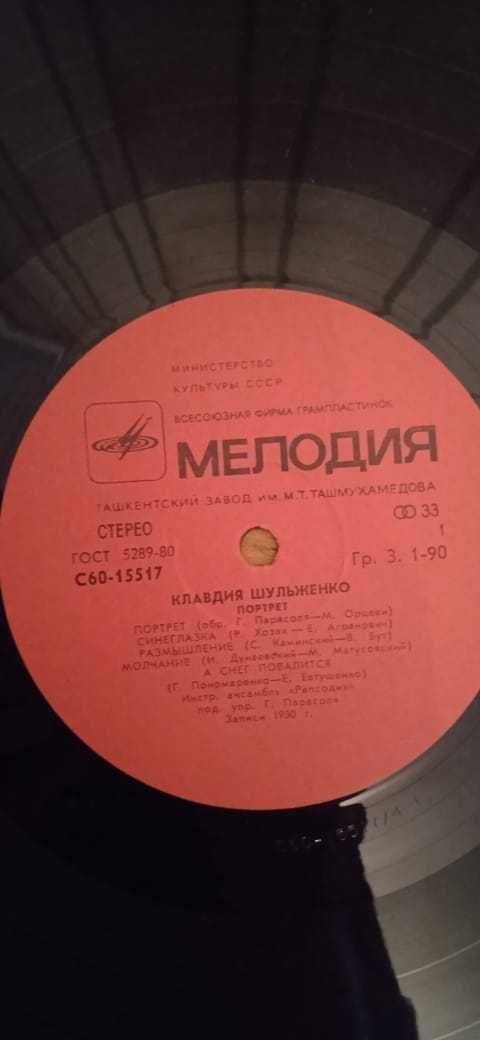 МИНИСТЕРСТВО
КУЛЬТУРЫ СССР
ВСЕСОЮЗНАЯ ФИРМА ГРАМПЛАСТИНОК
МЕЛОДИЯ
ТАШКЕНТСКИЙ ЗАВОД ИМ. М.Т. ТАШМУХАМЕДОВА
СТЕРЕО
33
ГОСТ 5289-80
1
С60-15517
Гр. 3. 1-90
КЛАВДИЯ ШУЛЬЖЕНКО
ПОРТРЕТ
ПОРТРЕТ (обр. Г. Парасоля—М.
СИНЕГЛАЗКА (Р. Хозак—Е. Агранович)
РАЗМЫШЛЕНИЕ (С. Каминский—В. Бут)
МОЛЧАНИЕ (И. Дунаевский—М. Матусовский)
А СНЕГ ПОВАЛИТСЯ
(Г. Пономаренко—Е. Евтушенко)
Инстр. ансамбль «Рапсодия»
под. упр. Г. Парасоля
Записи 1980 г.